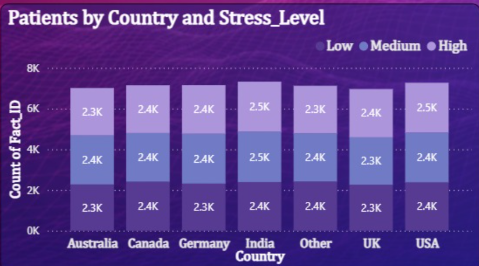 Patients by Country and Stress_Level
Low Medium High
Count of Fact_ID
8K
6K
4K
2K
0K
2.3K 2.4K 2.4K 2.5K 2.3K 2.4K 2.5K
2.4K 2.4K 2.4K 2.5K 2.4K 2.3K 2.4K
2.3K 2.4K 2.3K 2.4K 2.4K 2.3K 2.4K
Australia Canada Germany India Other UK USA
Country